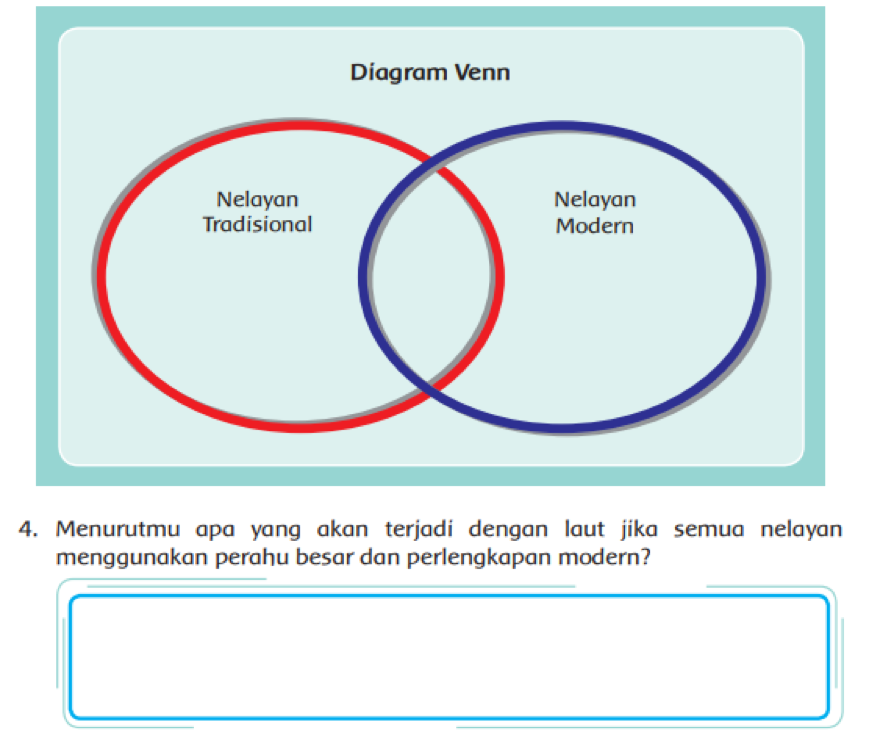 Diagram Venn
Nelayan
Tradisional
Nelayan
Modern
4. Menurutmu apa yang akan terjadi dengan laut jika semua nelayan
menggunakan perahu besar dan perlengkapan modern?